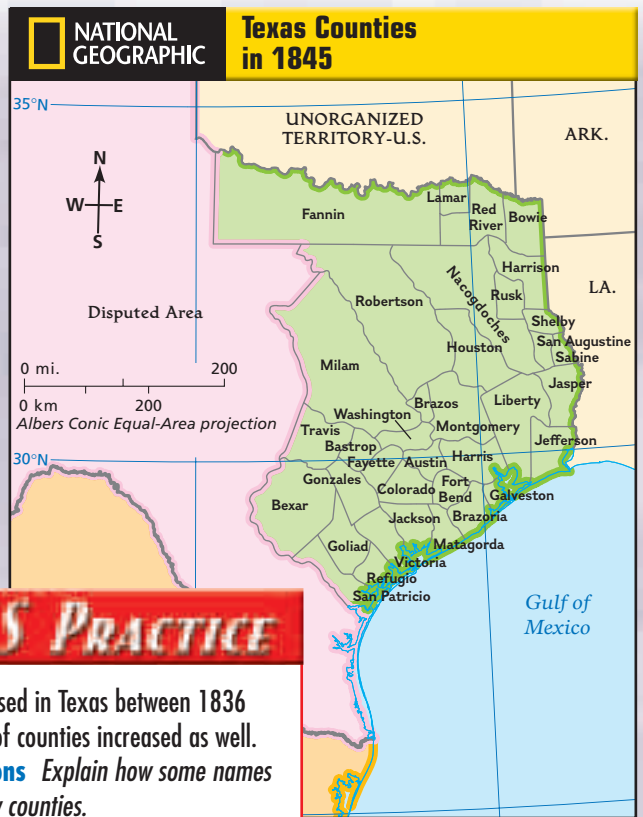 NATIONAL
GEOGRAPHIC
Texas Counties
in 1845
35°N
UNORGANIZED
TERRITORY-U.S.
ARK.
N
W E
S
Lamar
Fannin
Red
River
Bowie
Harrison
Nacogdoches
LA.
Rusk
Robertson
Disputed Area
Shelby
San Augustine
Houston
Sabine
Milam
0 mi. 200
Jasper
0 km 200
Brazos
Liberty
Albers Conic Equal-Area projection
Washington
Montgomery
Travis
Jefferson
Bastrop
30°N
Fayette
Austin
Harris
Gonzales
Colorado
Fort
Bend
Galveston
Bexar
Jackson
Brazoria
Goliad
Matagorda
Victoria
Refugio
San Patricio
Gulf of
Mexico
S PRACTICE
sed in Texas between 1836
of counties increased as well.
ons Explain how some names
y counties.